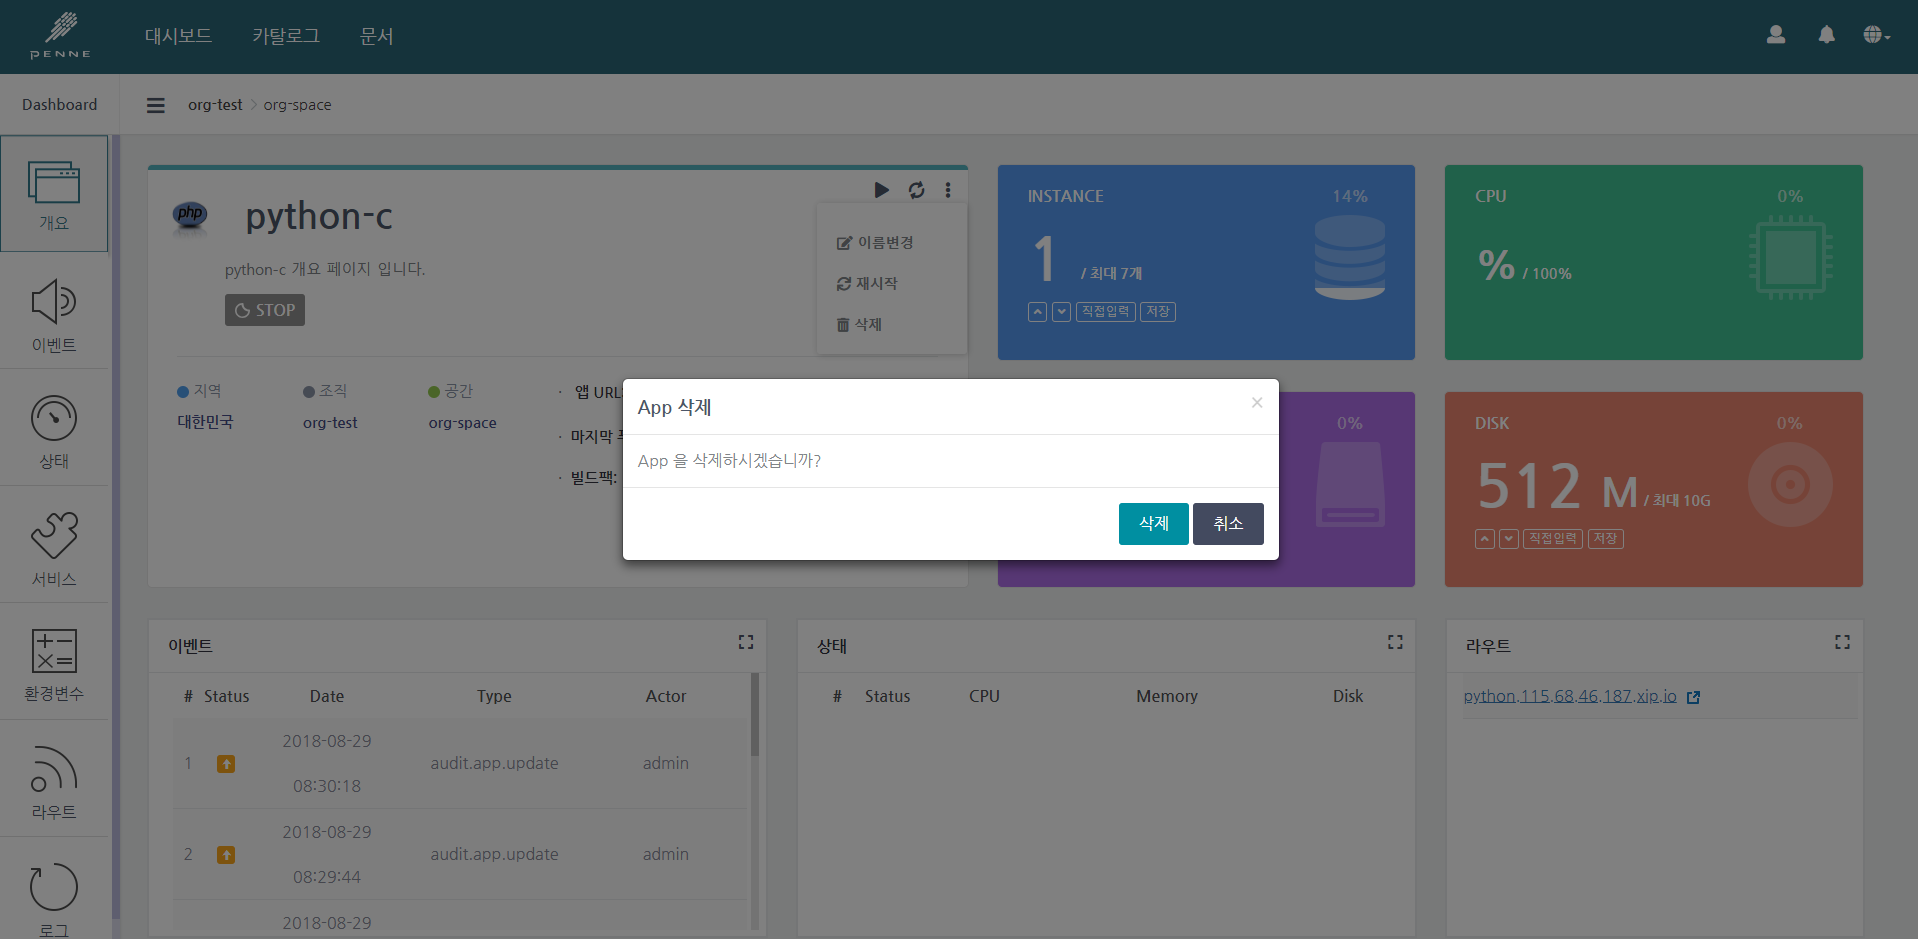 PENNE
대시보드 카탈로그 문서
Dashboard
org-test > org-space
개요
이벤트
상태
서비스
환경변수
라우트
로그
php
python-c
python-c 개요 페이지 입니다.
STOP
이름변경
재시작
삭제
지역 조직 공간
대한민국 org-test org-space
· 앱 URL
· 마지막
· 빌드팩:
INSTANCE 14%
1 / 최대 7개
직접입력 저장
CPU 0%
% / 100%
0%
DISK 0%
512 M / 최대 10G
직접입력 저장
App 삭제 ×
App 을 삭제하시겠습니까?
삭제 취소
이벤트
# Status Date Type Actor
1 2018-08-29 08:30:18 audit.app.update admin
2 2018-08-29 08:29:44 audit.app.update admin
2018-08-29
상태
# Status CPU Memory Disk
라우트
python.115.68.46.187.xip.io